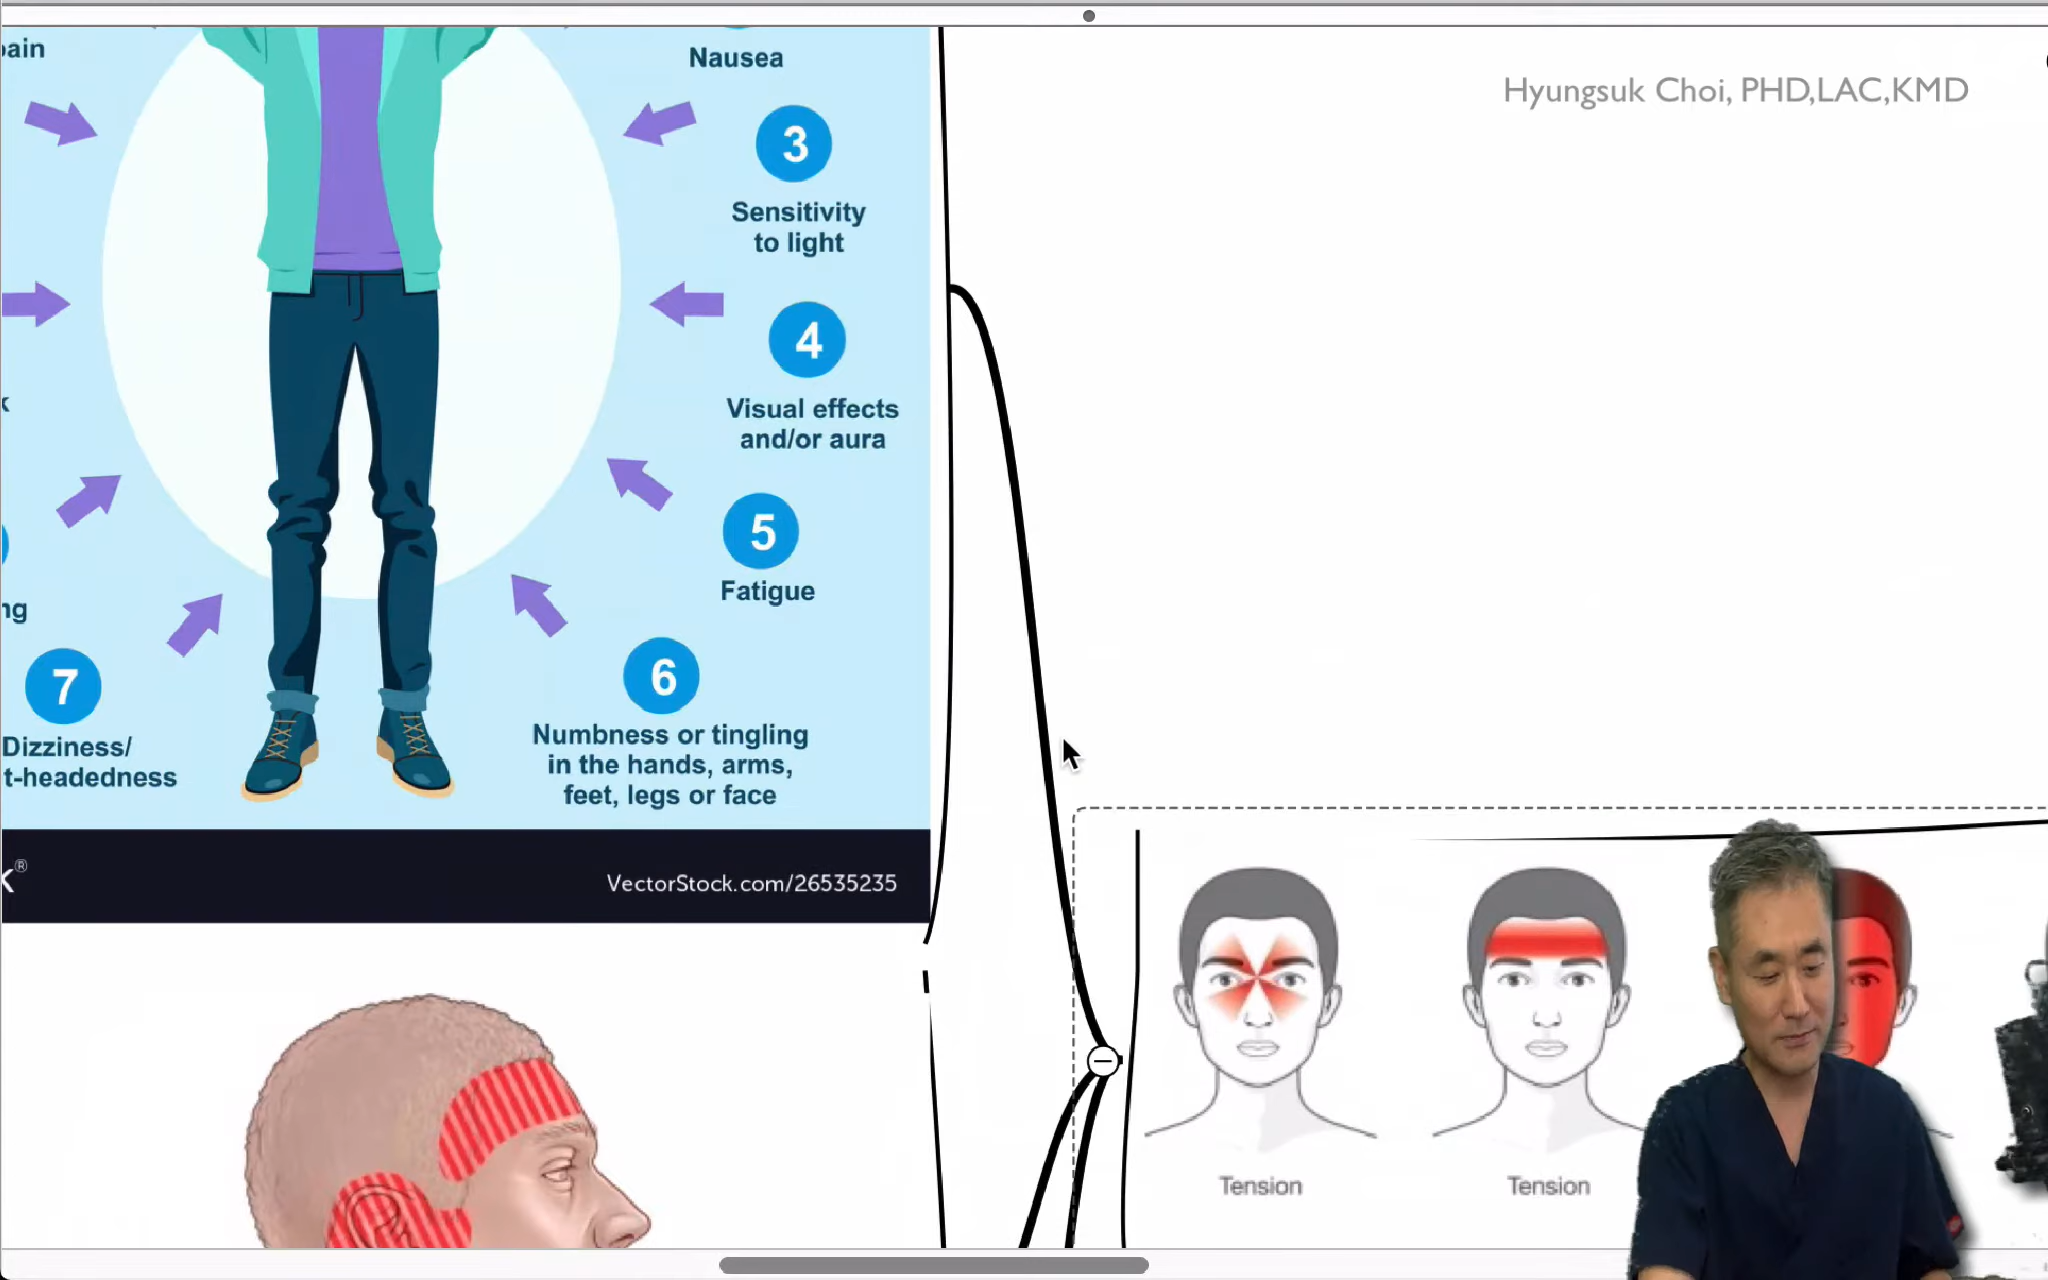 Nausea
Hyungsuk Choi, PHD,LAC,KMD
3
Sensitivity
to light
4
Visual effects
and/or aura
5
Fatigue
6
Numbness or tingling
in the hands, arms,
feet, legs or face
7
Dizziness/
t-headedness
VectorStock.com/26535235
Tension
Tension